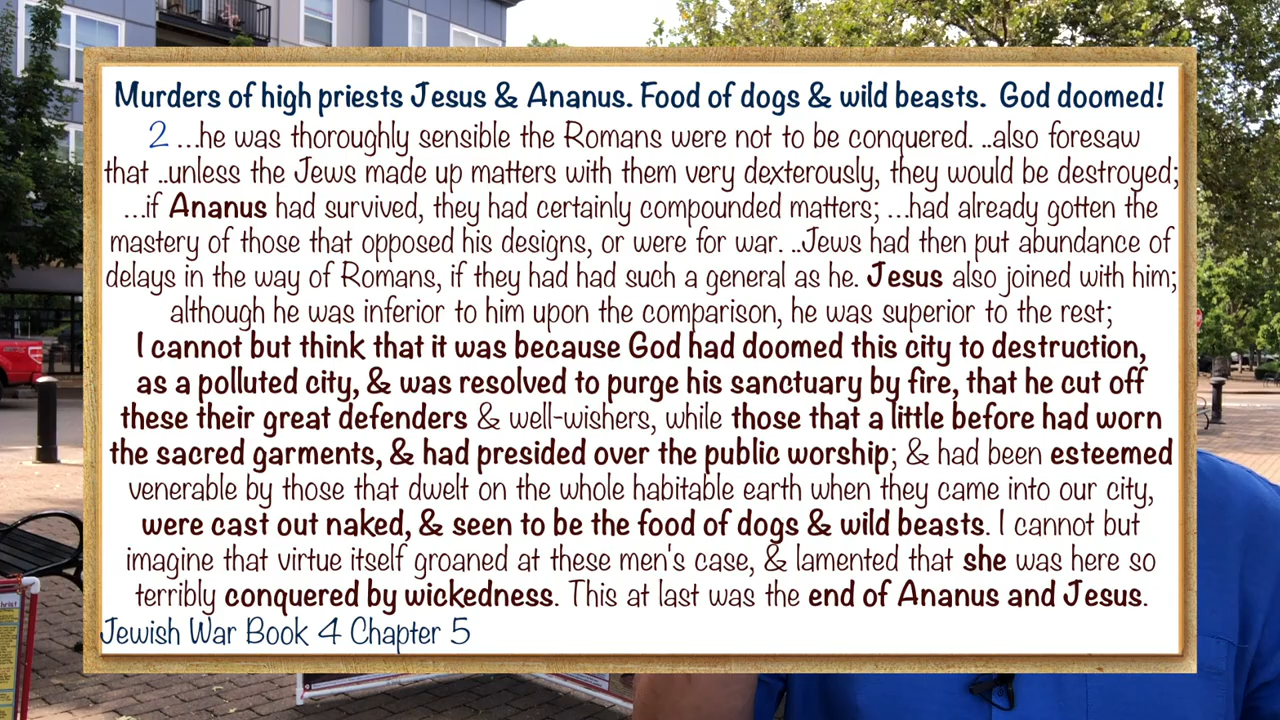 Murders of high priests Jesus & Ananus. Food of dogs & wild beasts. God doomed!
2 ...he was thoroughly sensible the Romans were not to be conquered. ..also foresaw
that ..unless the Jews made up matters with them very dexterously, they would be destroyed;
...if Ananus had survived, they had certainly compounded matters; ...had already gotten the
mastery of those that opposed his designs, or were for war. ..Jews had then put abundance of
delays in the way of Romans, if they had had such a general as he. Jesus also joined with him;
although he was inferior to him upon the comparison, he was superior to the rest;
I cannot but think that it was because God had doomed this city to destruction,
as a polluted city, & was resolved to purge his sanctuary by fire, that he cut off
these their great defenders & well-wishers, while those that a little before had worn
the sacred garments, & had presided over the public worship; & had been esteemed
venerable by those that dwelt on the whole habitable earth when they came into our city,
were cast out naked, & seen to be the food of dogs & wild beasts. I cannot but
imagine that virtue itself groaned at these men's case, & lamented that she was here so
terribly conquered by wickedness. This at last was the end of Ananus and Jesus.
Jewish War Book 4 Chapter 5